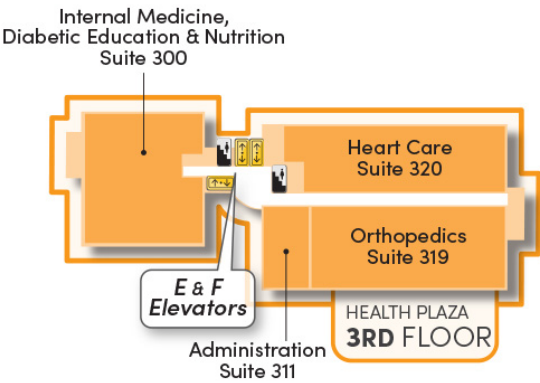 Internal Medicine,
Diabetic Education & Nutrition
Suite 300
Heart Care
Suite 320
Orthopedics
Suite 319
E & F
Elevators
HEALTH PLAZA
3RD FLOOR
Administration
Suite 311